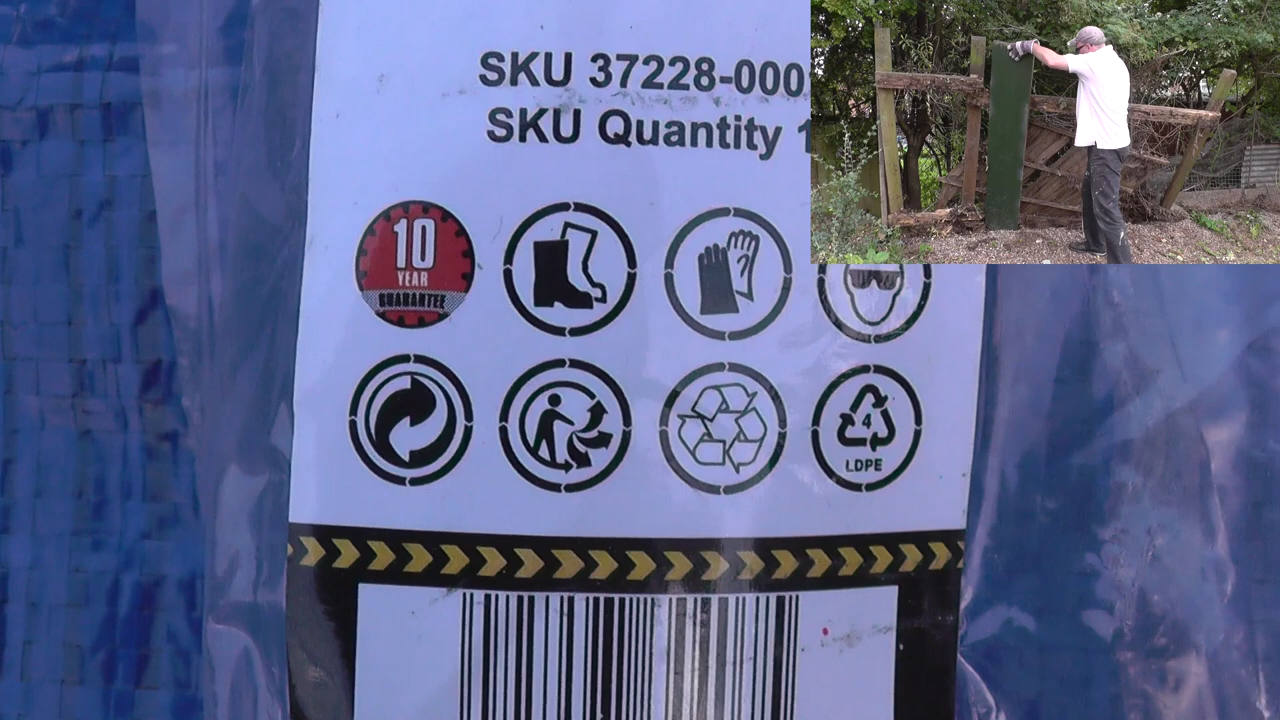 SKU 37228-000
SKU Quantity 1
10
YEAR
GUARANTEE
4
LDPE